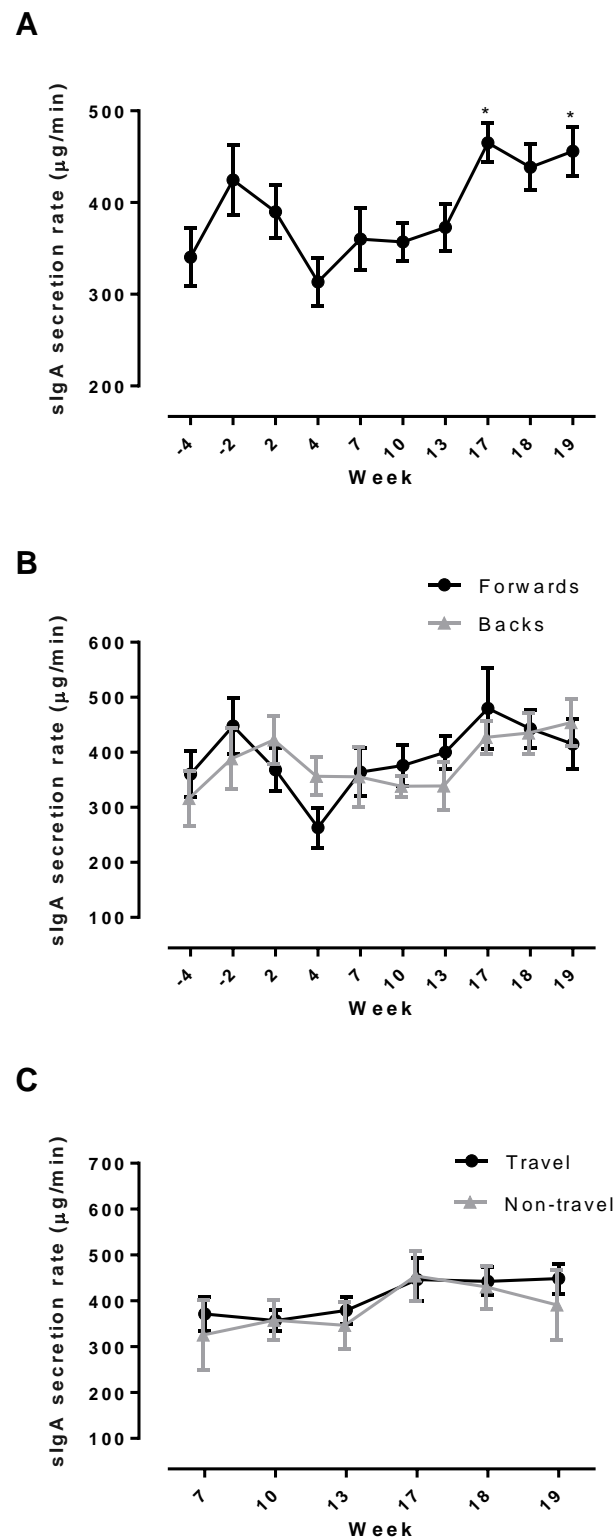 A
sIgA secretion rate (µg/min)
500
400
300
200
* *
-4 -2 2 4 7 10 13 17 18 19
Week
B
Forwards
Backs
sIgA secretion rate (µg/min)
600
500
400
300
200
100
-4 -2 2 4 7 10 13 17 18 19
Week
C
Travel
Non-travel
sIgA secretion rate (µg/min)
700
600
500
400
300
200
100
7 10 13 17 18 19
Week